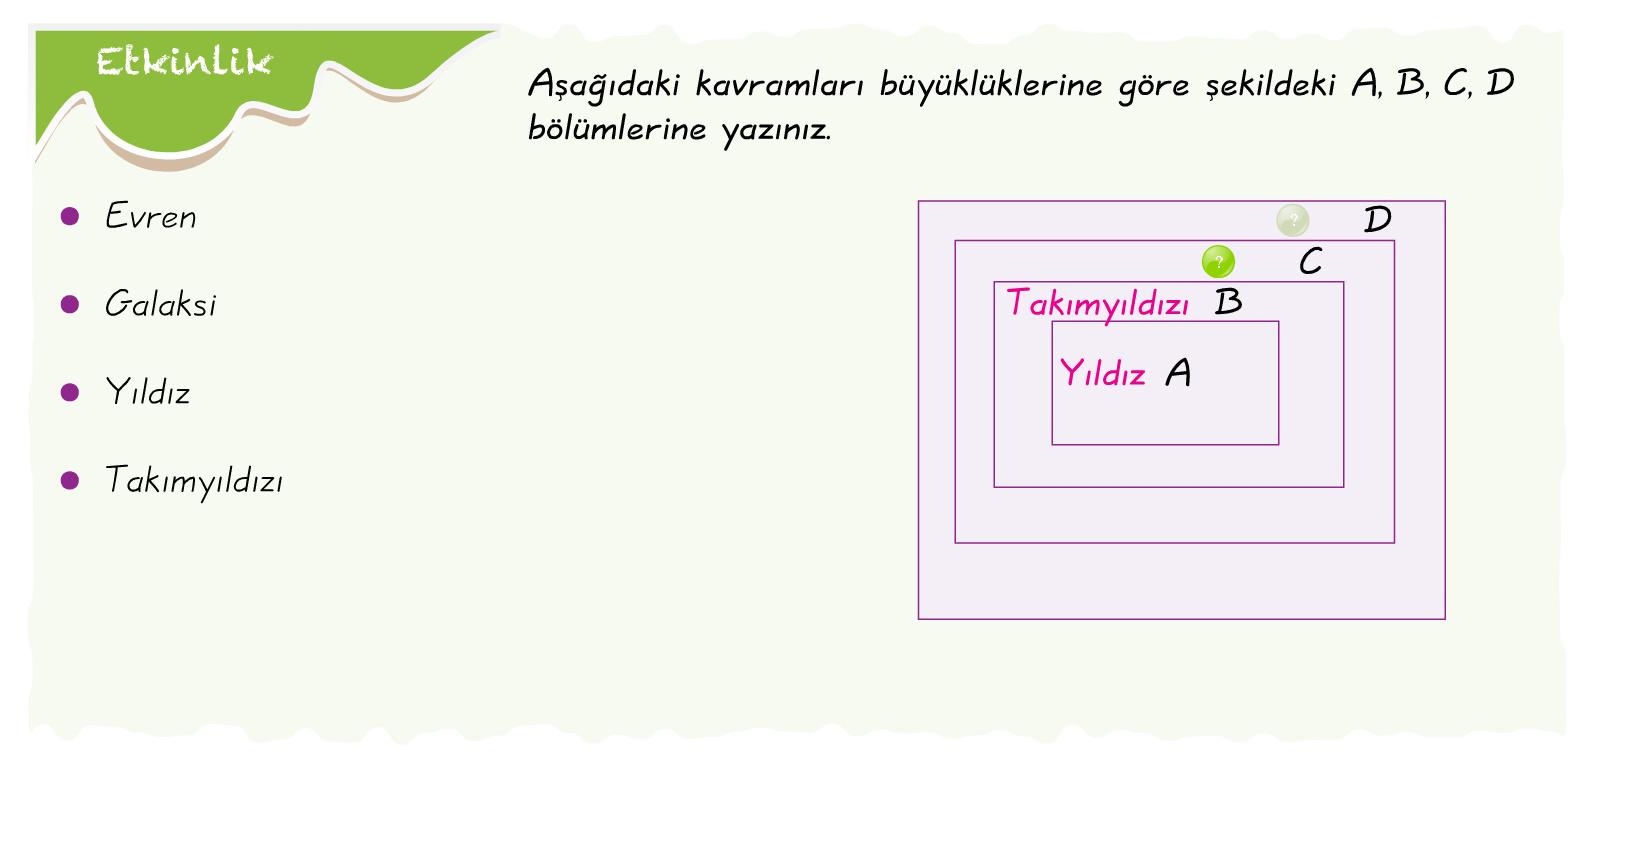 Etkinlik
Aşağıdaki kavramları büyüklüklerine göre şekildeki A, B, C, D
bölümlerine yazınız.
Evren
Galaksi
Yıldız
Takımyıldızı
? D
? C
Takımyıldızı B
Yıldız A